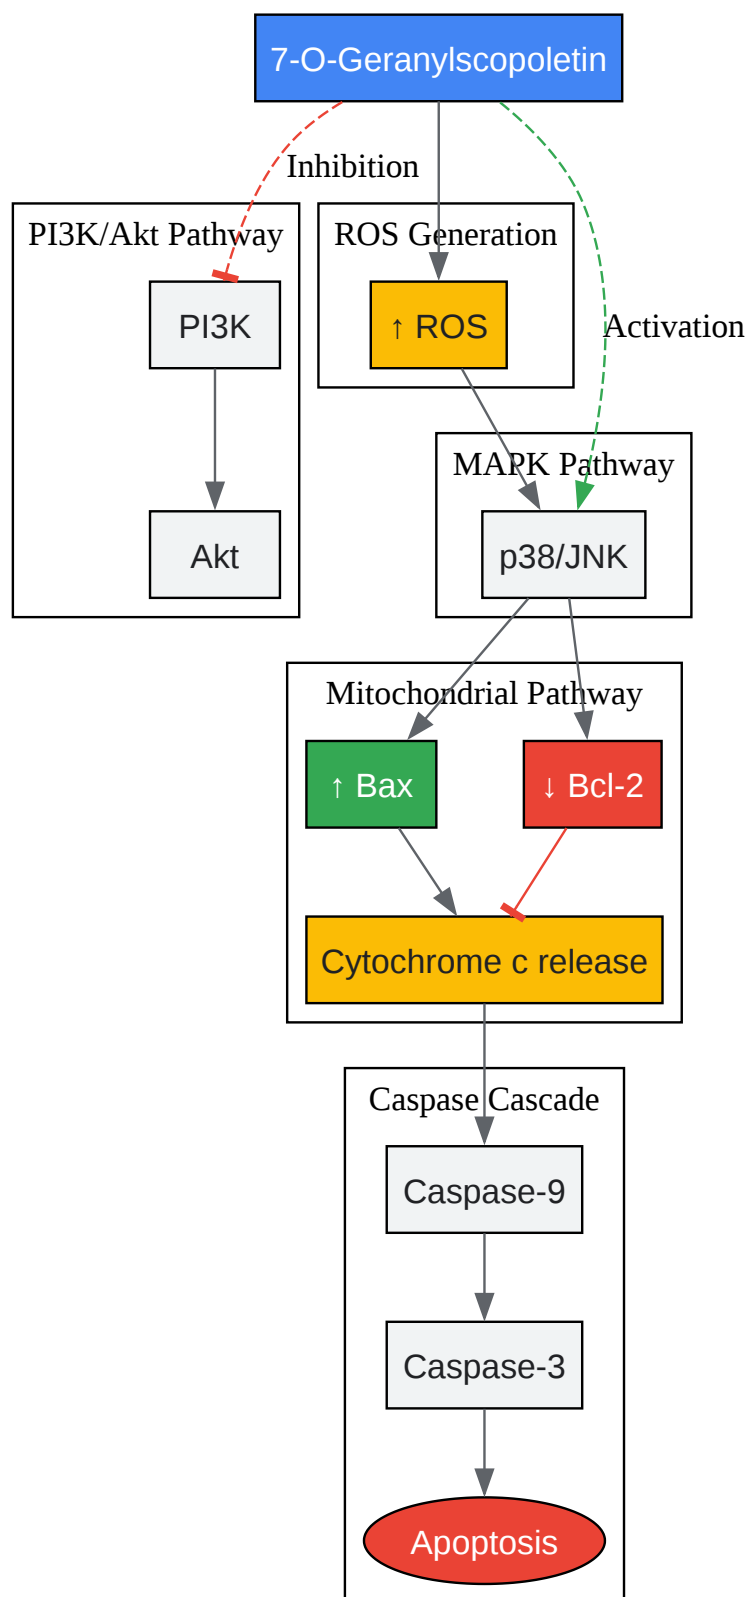 7-O-Geranylscopoletin
Inhibition
PI3K/Akt Pathway
ROS Generation
PI3K
↑ ROS
Activation
MAPK Pathway
Akt
p38/JNK
Mitochondrial Pathway
↑ Bax
↓ Bcl-2
Cytochrome c release
Caspase Cascade
Caspase-9
Caspase-3
Apoptosis